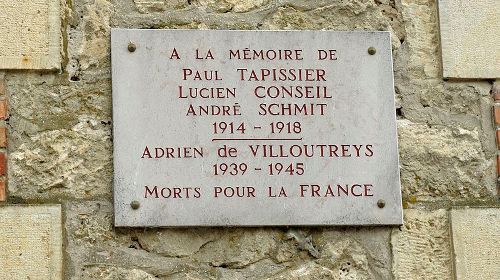 A LA MÉMOIRE DE
PAUL TAPISSIER
LUCIEN CONSEIL
ANDRÉ SCHMIT
1914 - 1918
ADRIEN de VILLOUTREYS
1939 - 1945
MORTS POUR LA FRANCE